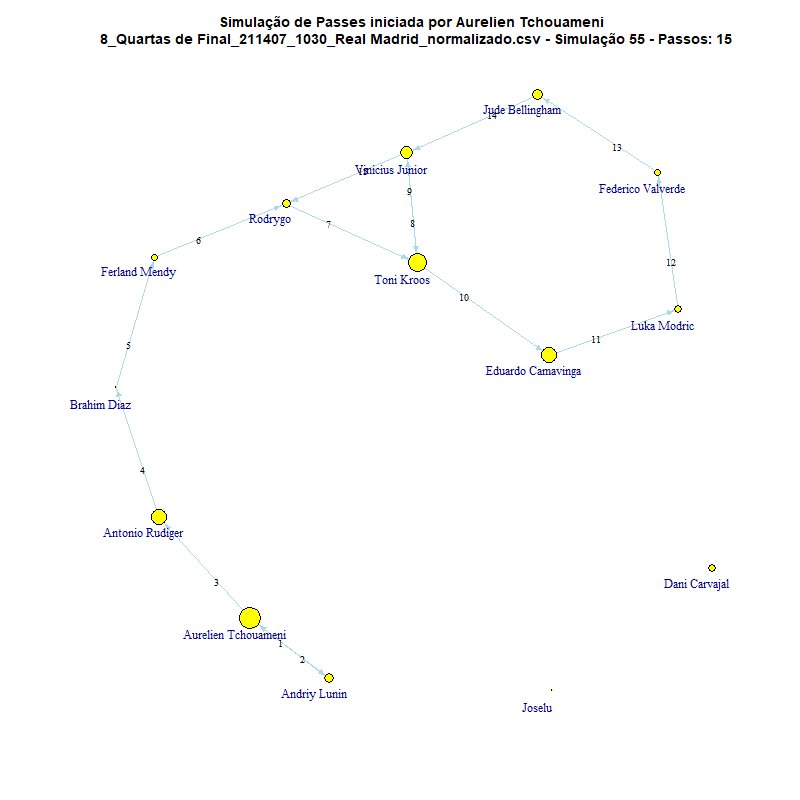 Simulação de Passes iniciada por Aurelien Tchouameni
8_Quartas de Final_211407_1030_Real Madrid_normalizado.csv - Simulação 55 - Passos: 15
Jude Bellingham
14
13
Vinicius Junior
15
Federico Valverde
9
Rodrygo
7
8
6
Ferland Mendy
Toni Kroos
12
10
Luka Modric
11
5
Eduardo Camavinga
Brahim Diaz
4
Antonio Rudiger
3
Dani Carvajal
Aurelien Tchouameni
1
2
Andriy Lunin
Joselu